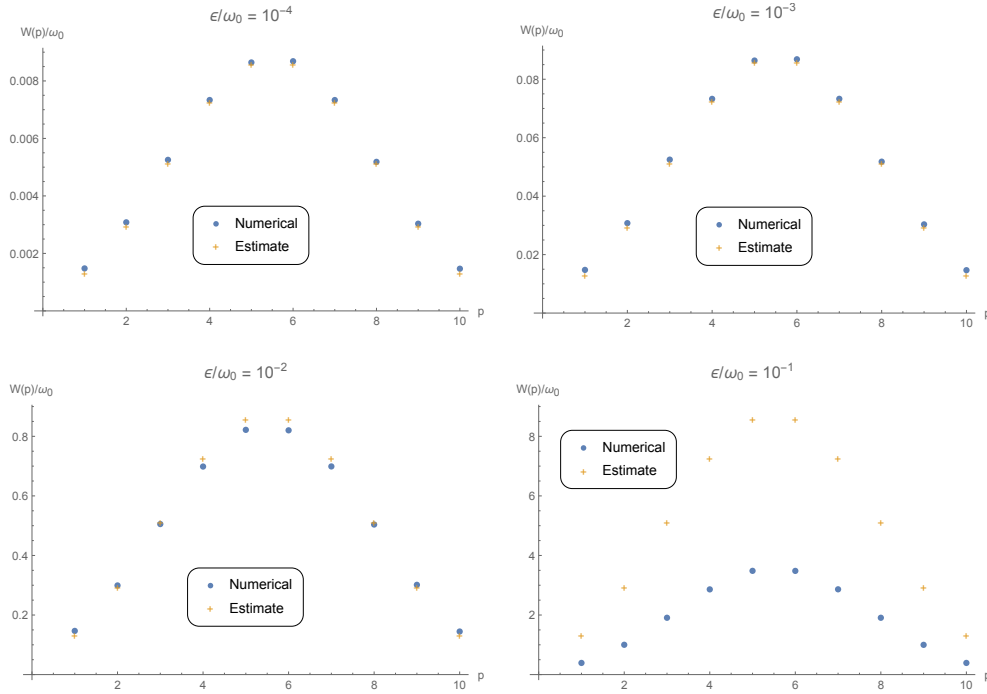 ϵ/ω₀ = 10⁻⁴
W(p)/ω₀
0.008
0.006
0.004
0.002
Numerical
Estimate
2 4 6 8 10 p
ϵ/ω₀ = 10⁻³
W(p)/ω₀
0.08
0.06
0.04
0.02
Numerical
Estimate
2 4 6 8 10 p
ϵ/ω₀ = 10⁻²
W(p)/ω₀
0.8
0.6
0.4
0.2
Numerical
Estimate
2 4 6 8 10 p
ϵ/ω₀ = 10⁻¹
W(p)/ω₀
8
6
4
2
Numerical
Estimate
2 4 6 8 10 p